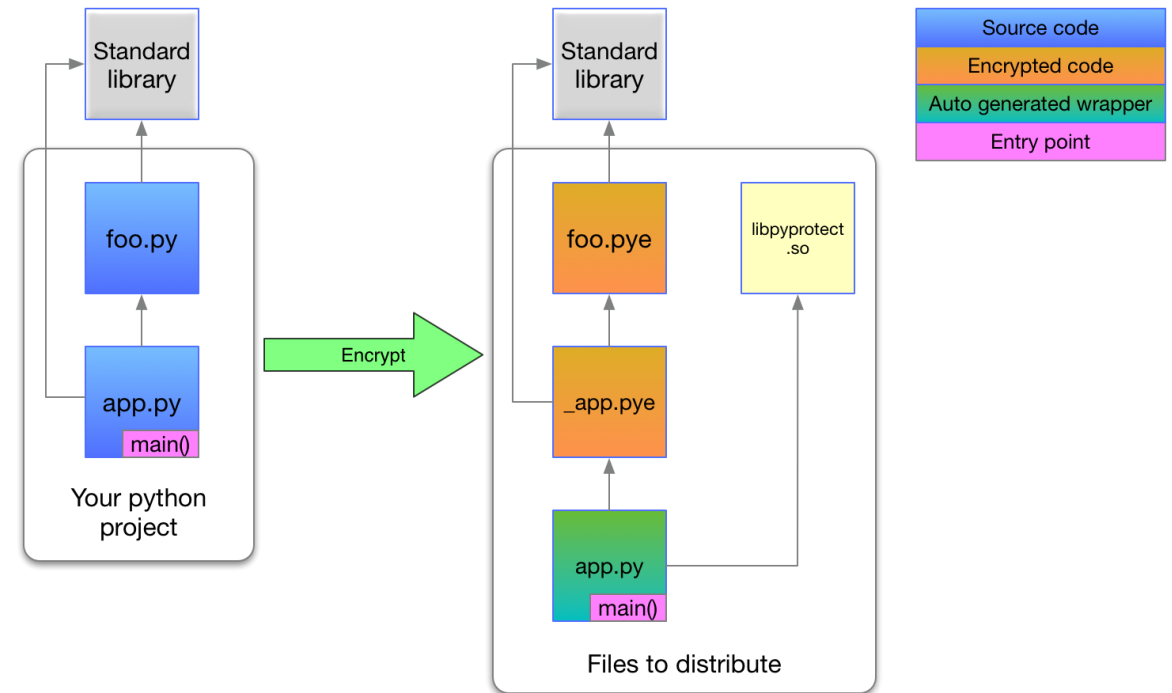 Standard
library
foo.py
app.py
main()
Your python
project
Encrypt
Standard
library
foo.pye
libpyprotect
.so
_app.pye
app.py
main()
Files to distribute
Source code
Encrypted code
Auto generated wrapper
Entry point